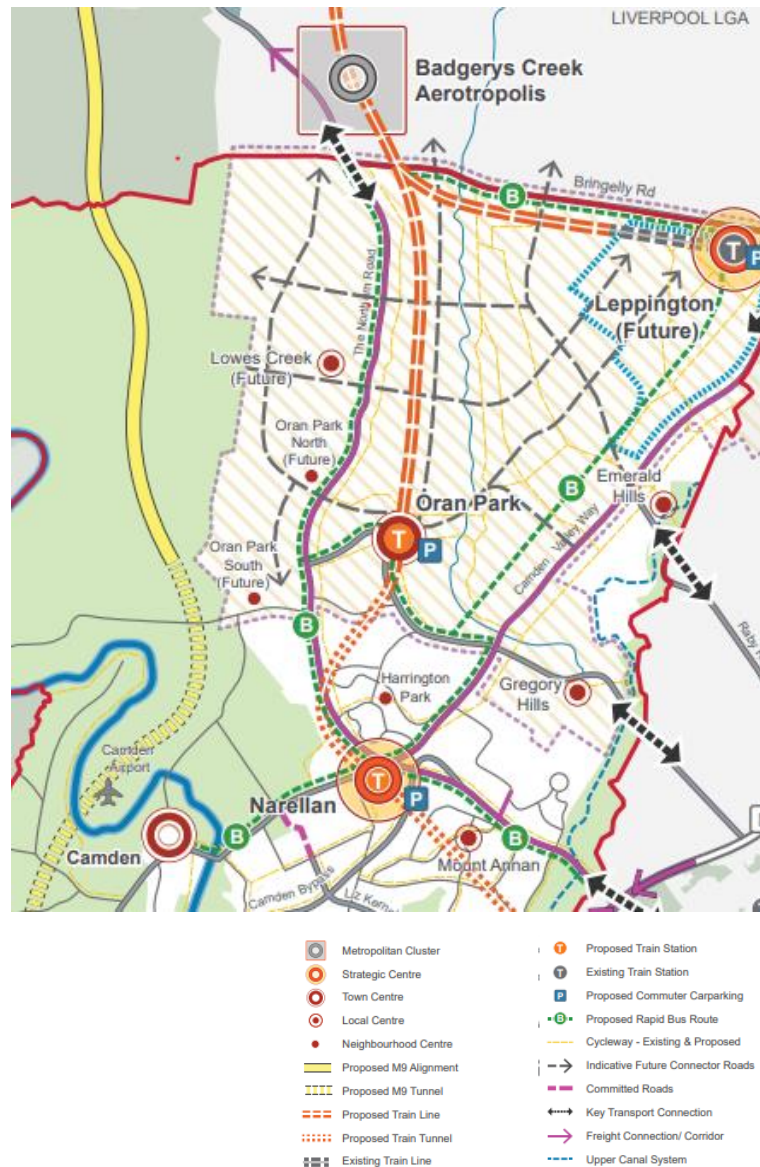 LIVERPOOL LGA
Badgerys Creek
Aerotropolis
Bringelly Rd
B
T
P
Leppington
(Future)
The Northern Road
Lowes Creek
(Future)
Oran Park
North
(Future)
Oran Park
T
P
B
Emerald
Hills
Camden Valley Way
Oran Park
South
(Future)
B
Raby
Harrington
Park
Gregory
Hills
Camden
Airport
Narellan
T
P
Camden
B
B
Mount Annan
Camden Bypass
Liz Kernohan
Metropolitan Cluster
Strategic Centre
Town Centre
Local Centre
Neighbourhood Centre
Proposed M9 Alignment
Proposed M9 Tunnel
Proposed Train Line
Proposed Train Tunnel
Existing Train Line
T Proposed Train Station
T Existing Train Station
P Proposed Commuter Carparking
B Proposed Rapid Bus Route
Cycleway - Existing & Proposed
Indicative Future Connector Roads
Committed Roads
Key Transport Connection
Freight Connection/ Corridor
Upper Canal System